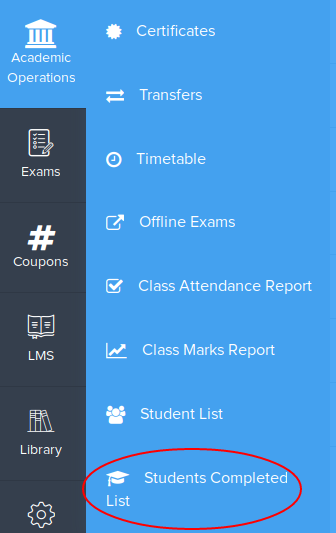 Academic
Operations
Exams
Coupons
LMS
Library
Certificates
Transfers
Timetable
Offline Exams
Class Attendance Report
Class Marks Report
Student List
Students Completed
List